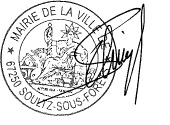 ★ MAIRIE DE LA VILLE
67250 SOULTZ-SOUS-FORÊTS